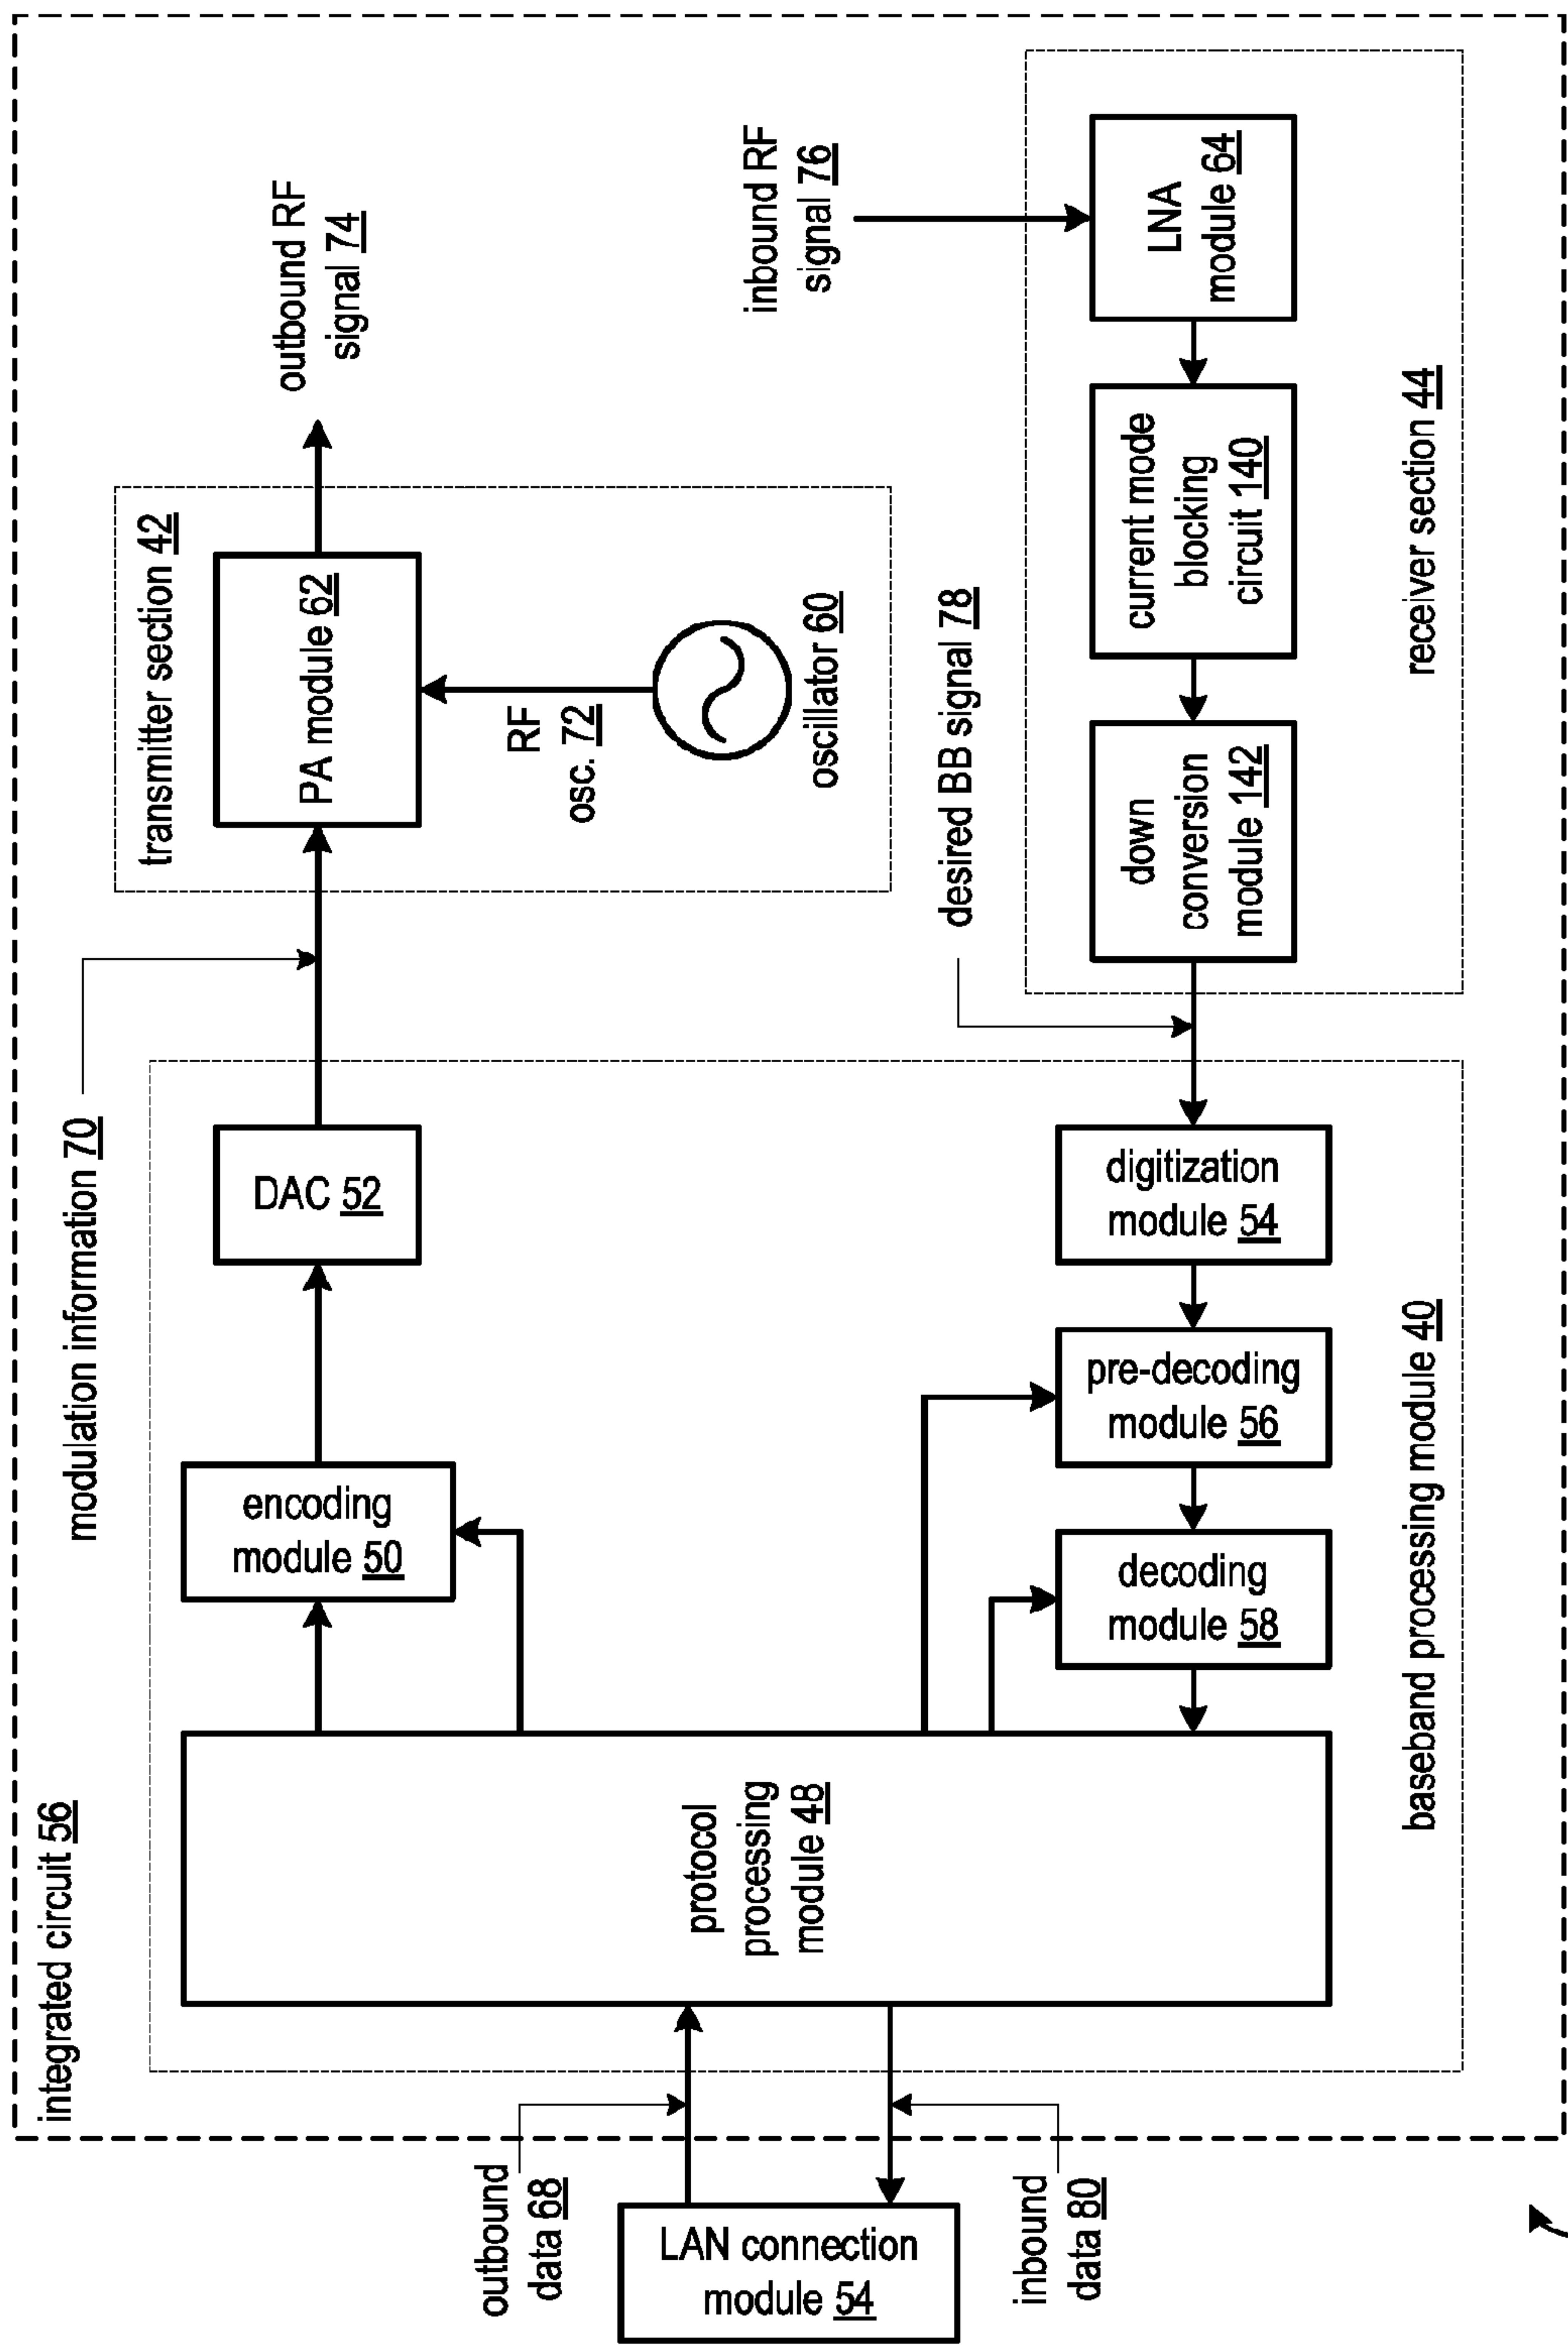 integrated circuit 56
outbound
data 68
LAN connection
module 54
inbound
data 80
protocol
processing
module 48
encoding
module 50
DAC 52
modulation information 70
transmitter section 42
PA module 62
RF
osc. 72
oscillator 60
outbound RF
signal 74
inbound RF
signal 76
LNA
module 64
current mode
blocking
circuit 140
down
conversion
module 142
receiver section 44
desired BB signal 78
digitization
module 54
pre-decoding
module 56
decoding
module 58
baseband processing module 40